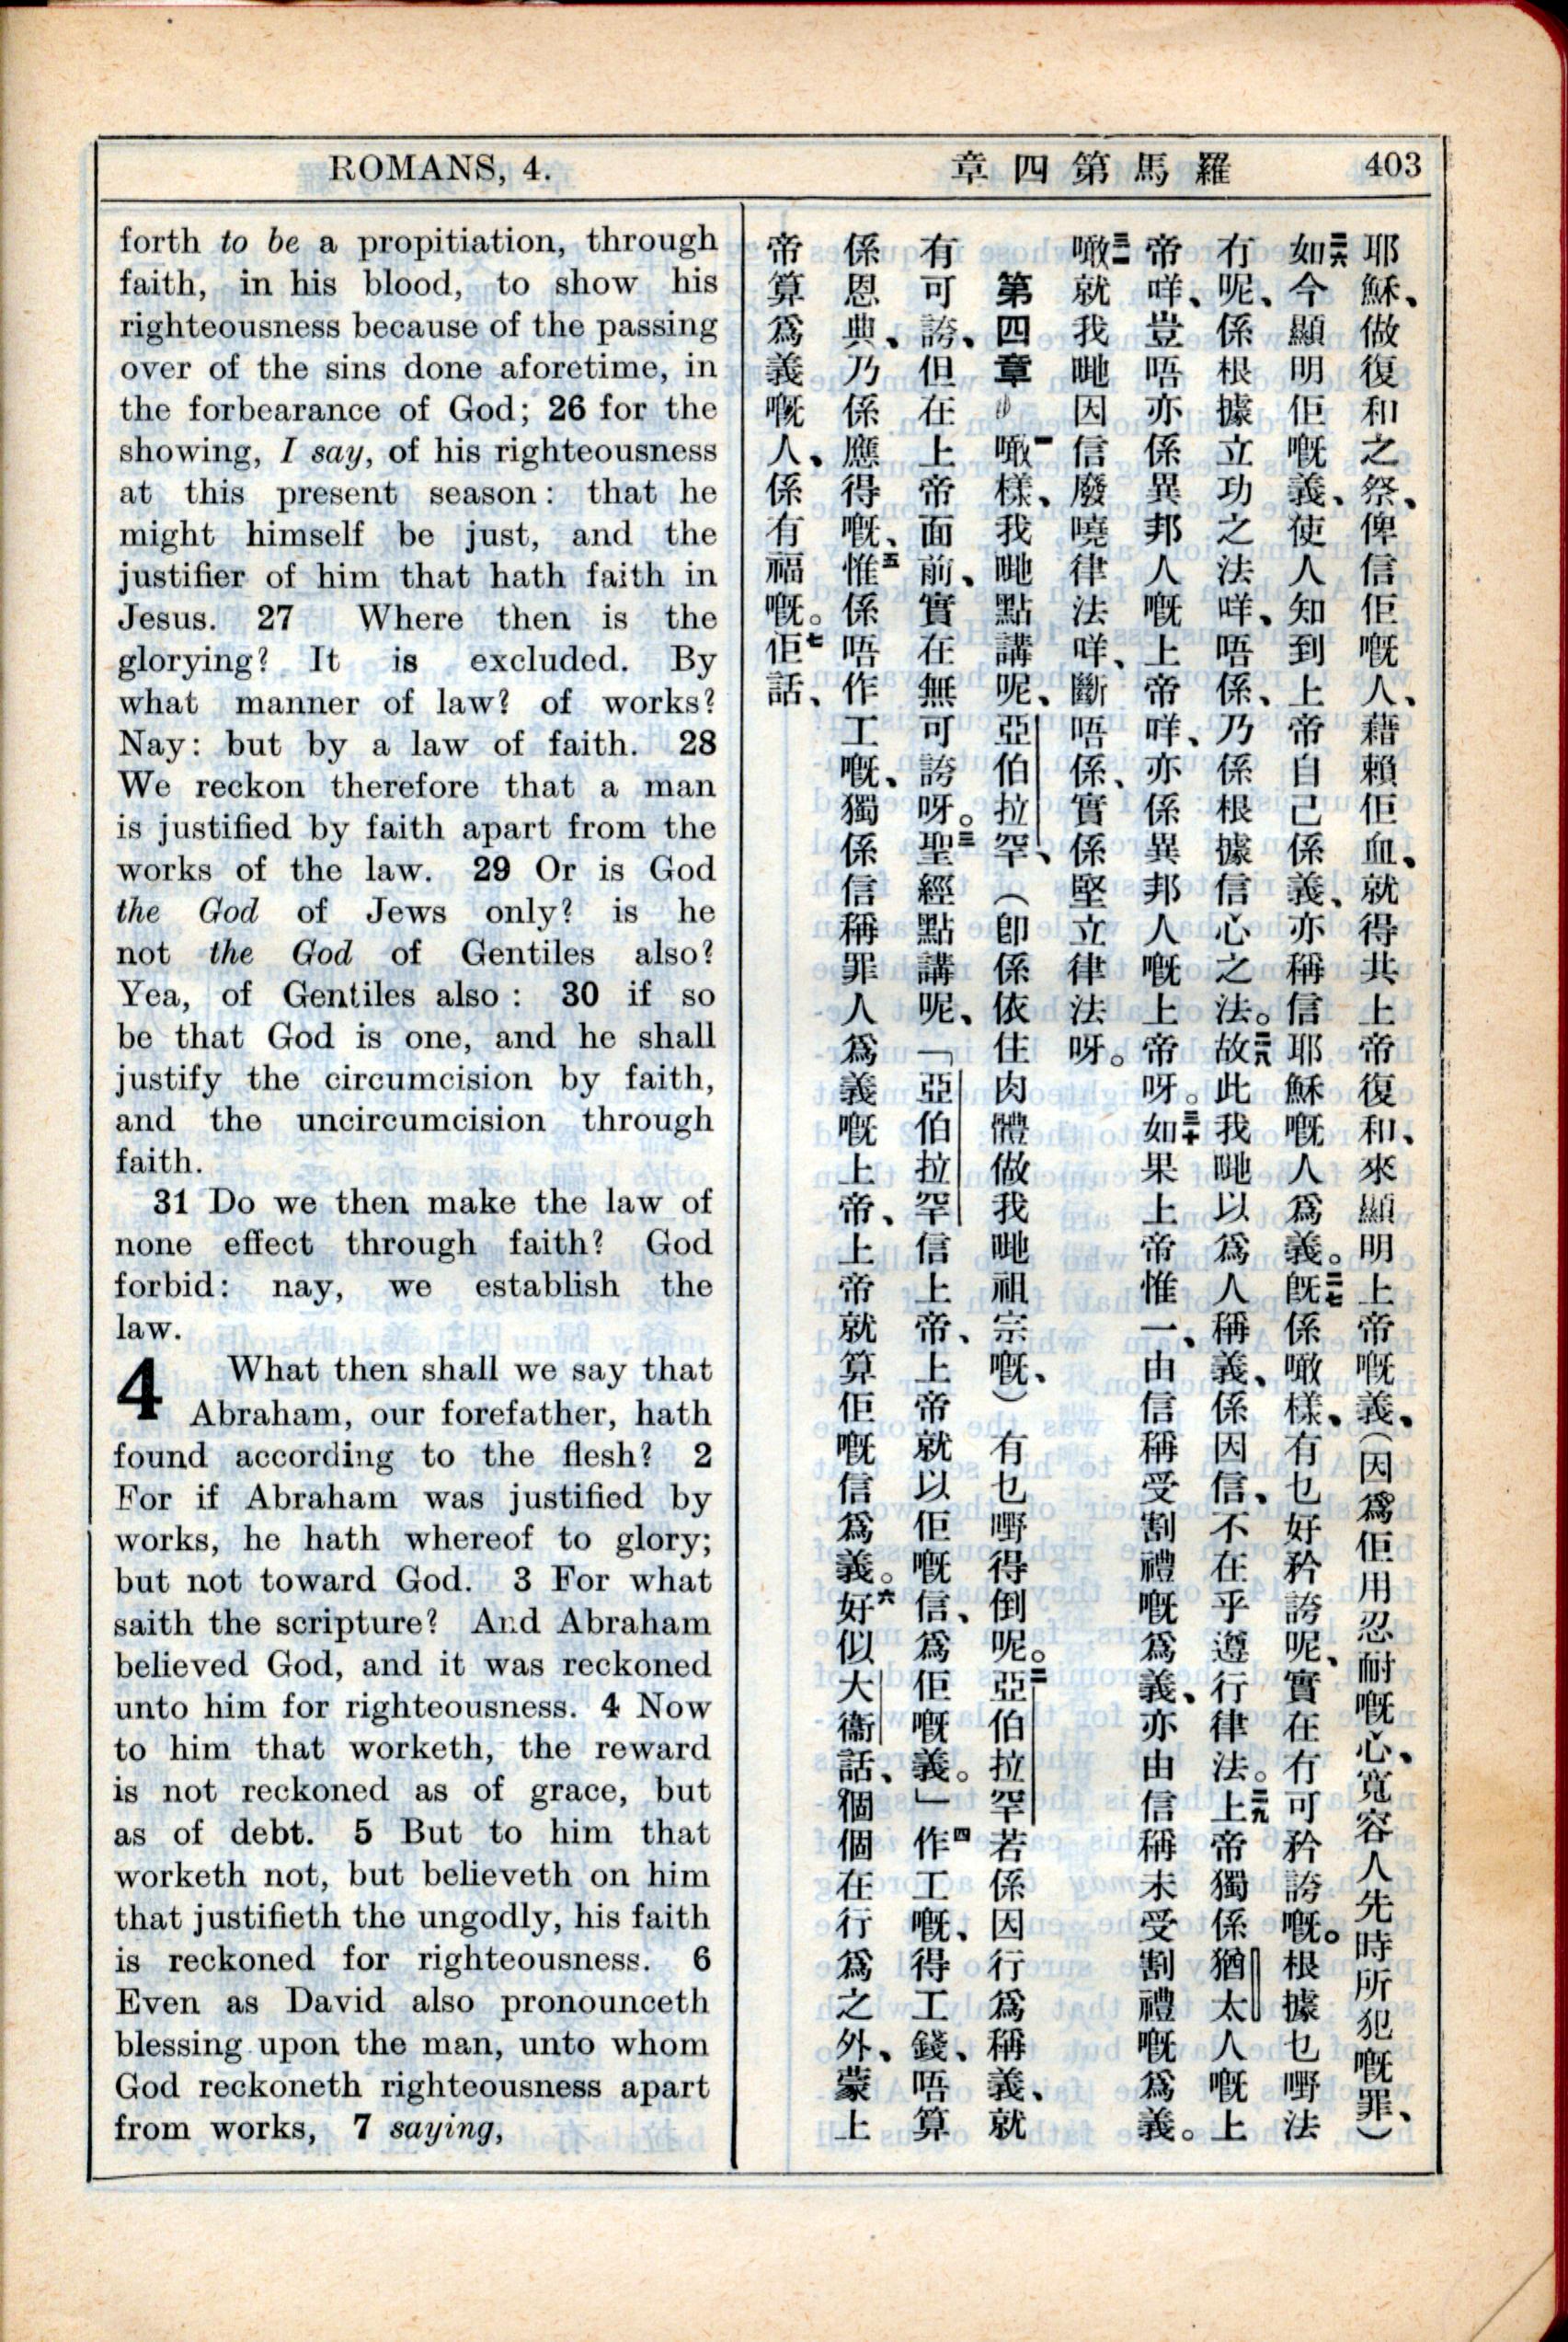 ROMANS, 4.
羅馬第四章
403
forth to be a propitiation, through
faith, in his blood, to show his
righteousness because of the passing
over of the sins done aforetime, in
the forbearance of God; 26 for the
showing, I say, of his righteousness
at this present season: that he
might himself be just, and the
justifier of him that hath faith in
Jesus. 27 Where then is the
glorying? It is excluded. By
what manner of law? of works?
Nay: but by a law of faith. 28
We reckon therefore that a man
is justified by faith apart from the
works of the law. 29 Or is God
the God of Jews only? is he
not the God of Gentiles also?
Yea, of Gentiles also: 30 if so
be that God is one, and he shall
justify the circumcision by faith,
and the uncircumcision through
faith.
31 Do we then make the law of
none effect through faith? God
forbid: nay, we establish the
law.
4 What then shall we say that
Abraham, our forefather, hath
found according to the flesh? 2
For if Abraham was justified by
works, he hath whereof to glory;
but not toward God. 3 For what
saith the scripture? And Abraham
believed God, and it was reckoned
unto him for righteousness. 4 Now
to him that worketh, the reward
is not reckoned as of grace, but
as of debt. 5 But to him that
worketh not, but believeth on him
that justifieth the ungodly, his faith
is reckoned for righteousness. 6
Even as David also pronounceth
blessing upon the man, unto whom
God reckoneth righteousness apart
from works, 7 saying,
耶穌、做復和之祭、俾信佢嘅人、藉賴佢血、就得共上帝復和、來顯明上帝嘅義、（因爲佢用忍耐嘅心、寬容人先時所犯嘅罪、）
如二六今顯明佢嘅義、使人知到上帝自己係義、亦稱信耶穌嘅人爲義。旣二七係噉樣、有乜好矜誇呢、實在冇可矜誇嘅。根據乜嘢法
冇呢、係根據立功之法咩、唔係、乃係根據信心之法。故二八此我哋以爲人稱義、係因信、不在乎遵行律法。上二九帝獨係猶太人嘅上
帝咩、豈唔亦係異邦人嘅上帝咩、亦係異邦人嘅上帝呀。如三十果上帝惟一、由信稱受割禮嘅爲義、亦由信稱未受割禮嘅爲義。
噉三一就我哋因信廢嘵律法咩、斷唔係、實係堅立律法呀。
第四章 噉一樣、我哋點講呢、亞伯拉罕、（卽係依住肉體做我哋祖宗嘅、）有乜嘢得倒呢。亞二伯拉罕若係因行爲稱義、就
有可誇、但在上帝面前、實在無可誇呀。聖三經點講呢、「亞伯拉罕信上帝、上帝就以佢嘅信、爲佢嘅義。」作四工嘅、得工錢、唔算
係恩典、乃係應得嘅、惟五係唔作工嘅、獨係信稱罪人爲義嘅上帝、上帝就算佢嘅信爲義。好六似大衞話、個個在行爲之外、蒙上
帝算爲義嘅人、係有福嘅。佢七話、